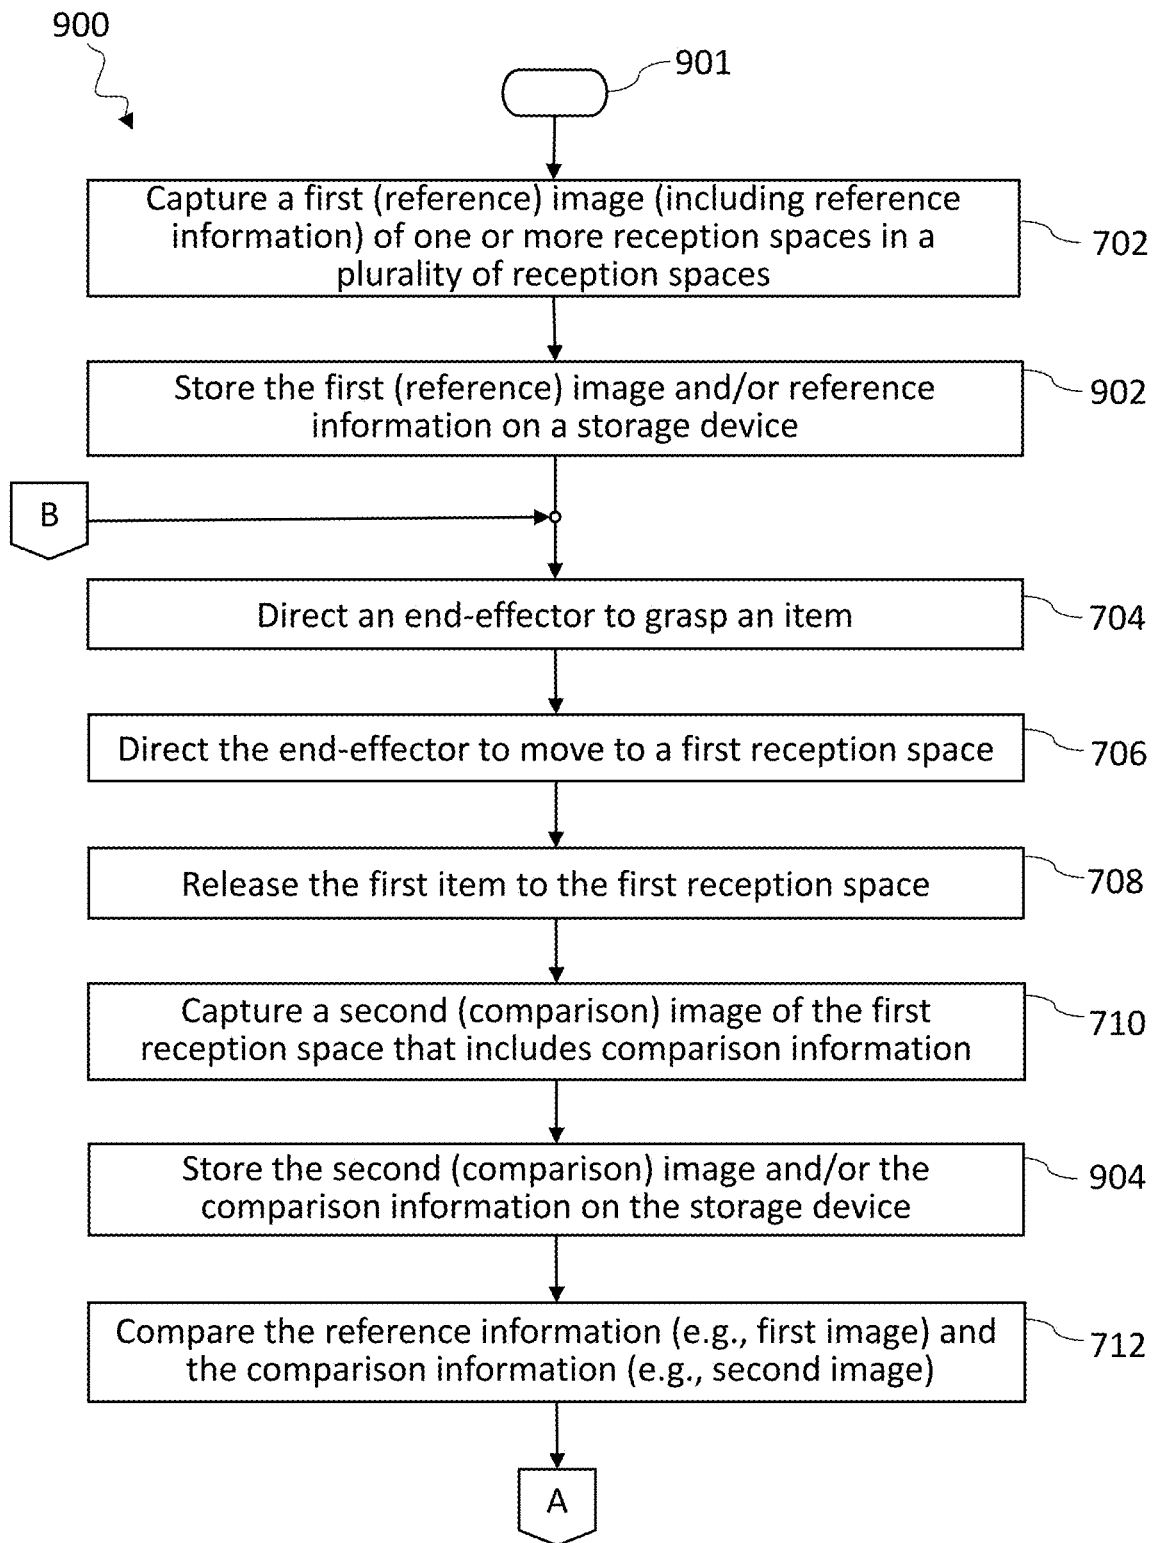 900
901
Capture a first (reference) image (including reference
information) of one or more reception spaces in a
plurality of reception spaces
702
Store the first (reference) image and/or reference
information on a storage device
902
B
Direct an end-effector to grasp an item
704
Direct the end-effector to move to a first reception space
706
Release the first item to the first reception space
708
Capture a second (comparison) image of the first
reception space that includes comparison information
710
Store the second (comparison) image and/or the
comparison information on the storage device
904
Compare the reference information (e.g., first image) and
the comparison information (e.g., second image)
712
A